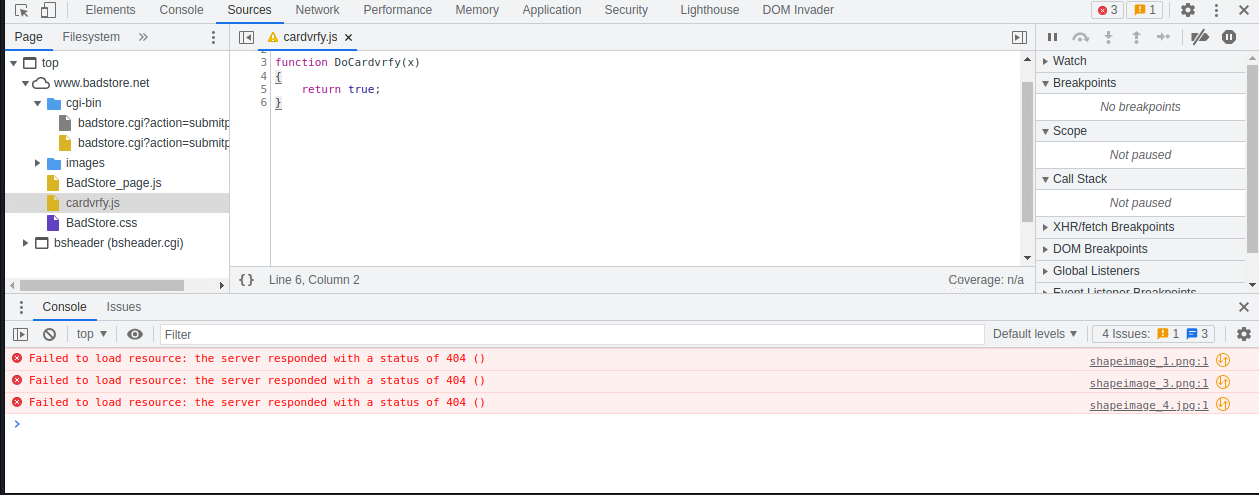 Elements Console Sources Network Performance Memory Application Security Lighthouse DOM Invader 3 1
Page Filesystem
top
www.badstore.net
cgi-bin
badstore.cgi?action=submitp
badstore.cgi?action=submitp
images
BadStore_page.js
cardvrfy.js
BadStore.css
bsheader (bsheader.cgi)
cardvrfy.js
3 function DoCardvrfy(x)
4 {
5 return true;
6 }
{} Line 6, Column 2 Coverage: n/a
Watch
Breakpoints
No breakpoints
Scope
Not paused
Call Stack
Not paused
XHR/fetch Breakpoints
DOM Breakpoints
Global Listeners
Event Listener Breakpoints
Console Issues
top Filter Default levels 4 Issues: 1 3
Failed to load resource: the server responded with a status of 404 () shapeimage_1.png:1
Failed to load resource: the server responded with a status of 404 () shapeimage_3.png:1
Failed to load resource: the server responded with a status of 404 () shapeimage_4.jpg:1